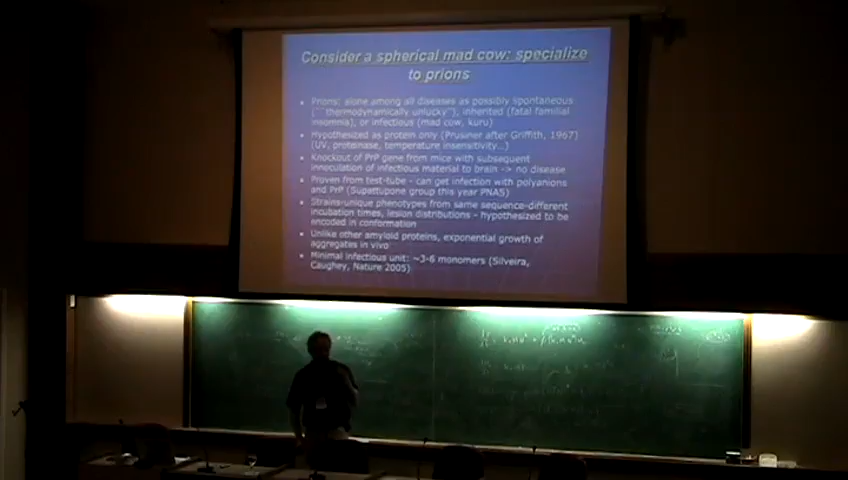 Consider a spherical mad cow: specialize
to prions
Prions: alone among all diseases as possibly spontaneous
(``thermodynamically unlucky''), inherited (fatal familial
insomnia), or infectious (mad cow, kuru)
Hypothesized as protein only (Prusiner after Griffith, 1967)
(UV, proteinase, temperature insensitivity...)
Knockout of PrP gene from mice with subsequent
innoculation of infectious material to brain -> no disease
Proven from test-tube - can get infection with polyanions
and PrP (Supattupone group this year PNAS)
Strains-unique phenotypes from same sequence-different
incubation times, lesion distributions - hypothesized to be
encoded in conformation
Unlike other amyloid proteins, exponential growth of
aggregates in vivo
Minimal infectious unit: ~3-6 monomers (Silveira,
Caughey, Nature 2005)